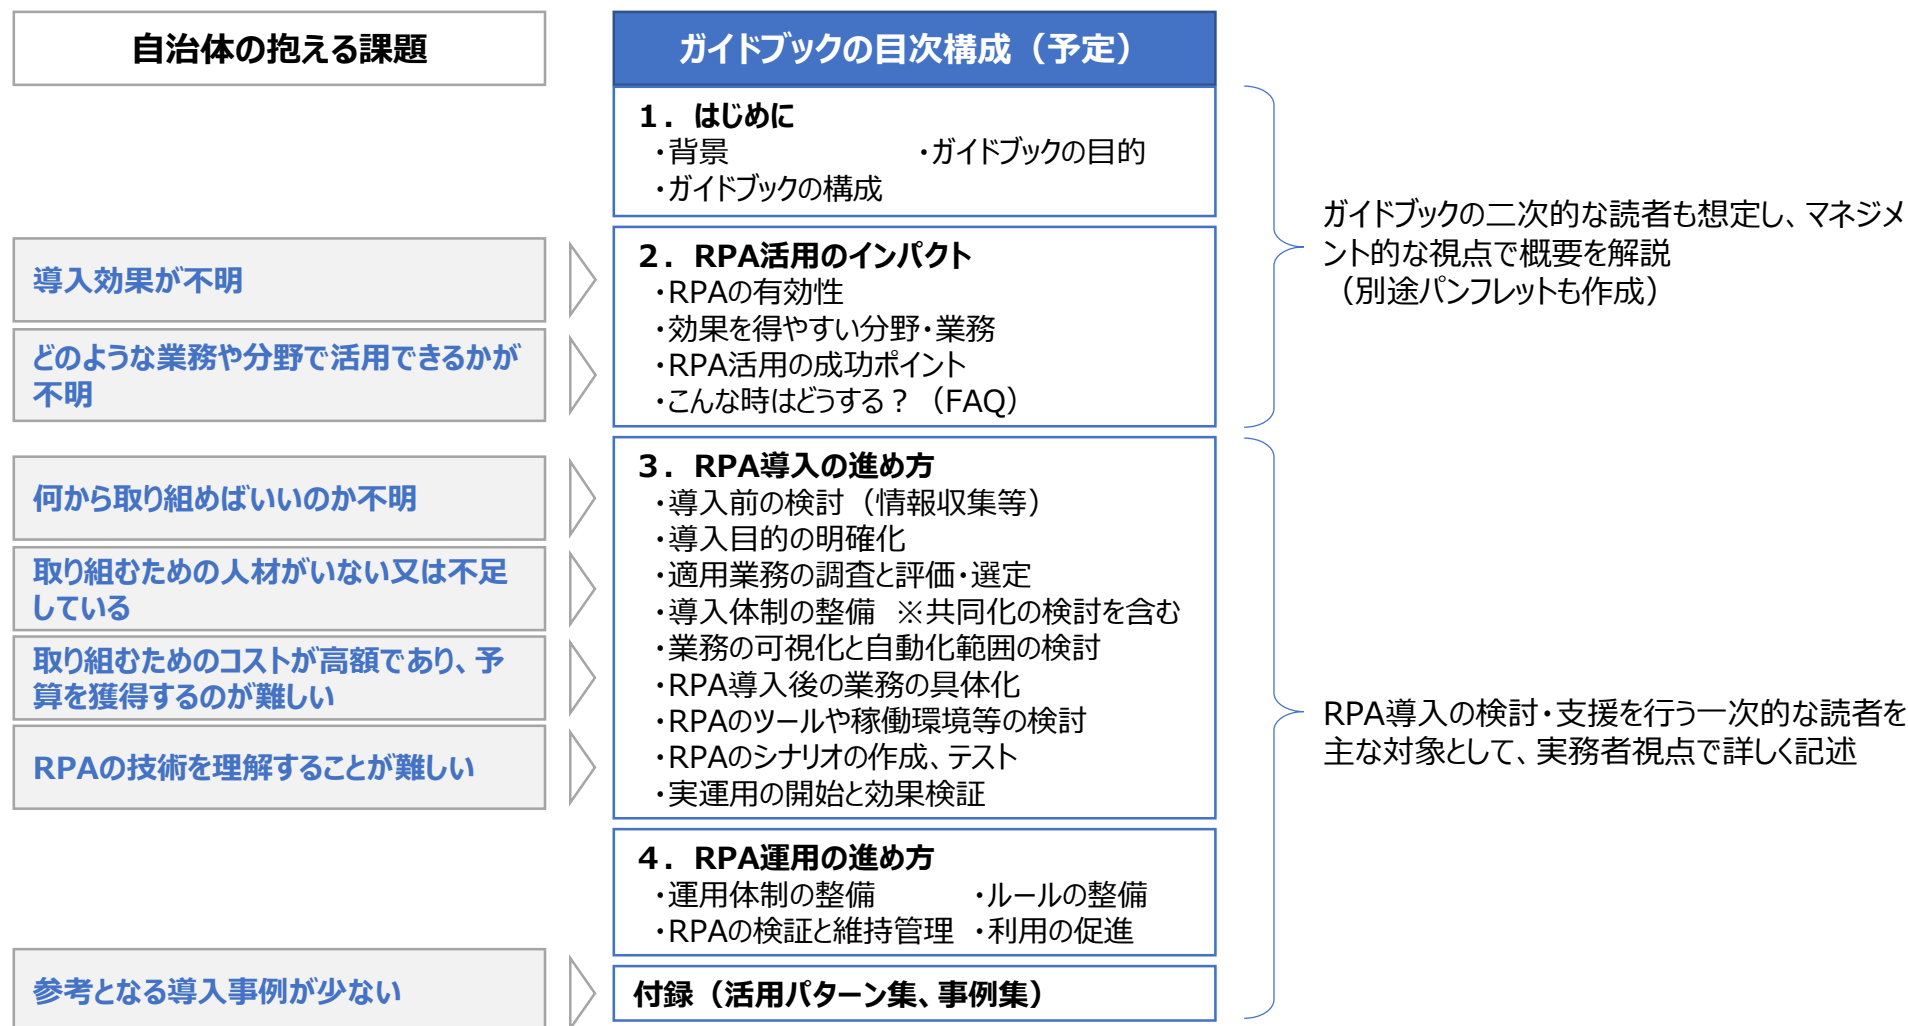 自治体の抱える課題
ガイドブックの目次構成（予定）
１．はじめに
・背景　　　　　　・ガイドブックの目的
・ガイドブックの構成
導入効果が不明
どのような業務や分野で活用できるかが
不明
２．RPA活用のインパクト
・RPAの有効性
・効果を得やすい分野・業務
・RPA活用の成功ポイント
・こんな時はどうする？（FAQ）
ガイドブックの二次的な読者も想定し、マネジメ
ント的な視点で概要を解説
（別途パンフレットも作成）
何から取り組めばいいのか不明
取り組むための人材がいない又は不足
している
取り組むためのコストが高額であり、予
算を獲得するのが難しい
RPAの技術を理解することが難しい
３．RPA導入の進め方
・導入前の検討（情報収集等）
・導入目的の明確化
・適用業務の調査と評価・選定
・導入体制の整備　※共同化の検討を含む
・業務の可視化と自動化範囲の検討
・RPA導入後の業務の具体化
・RPAのツールや稼働環境等の検討
・RPAのシナリオの作成、テスト
・実運用の開始と効果検証
４．RPA運用の進め方
・運用体制の整備　　　・ルールの整備
・RPAの検証と維持管理　・利用の促進
RPA導入の検討・支援を行う一次的な読者を
主な対象として、実務者視点で詳しく記述
参考となる導入事例が少ない
付録（活用パターン集、事例集）